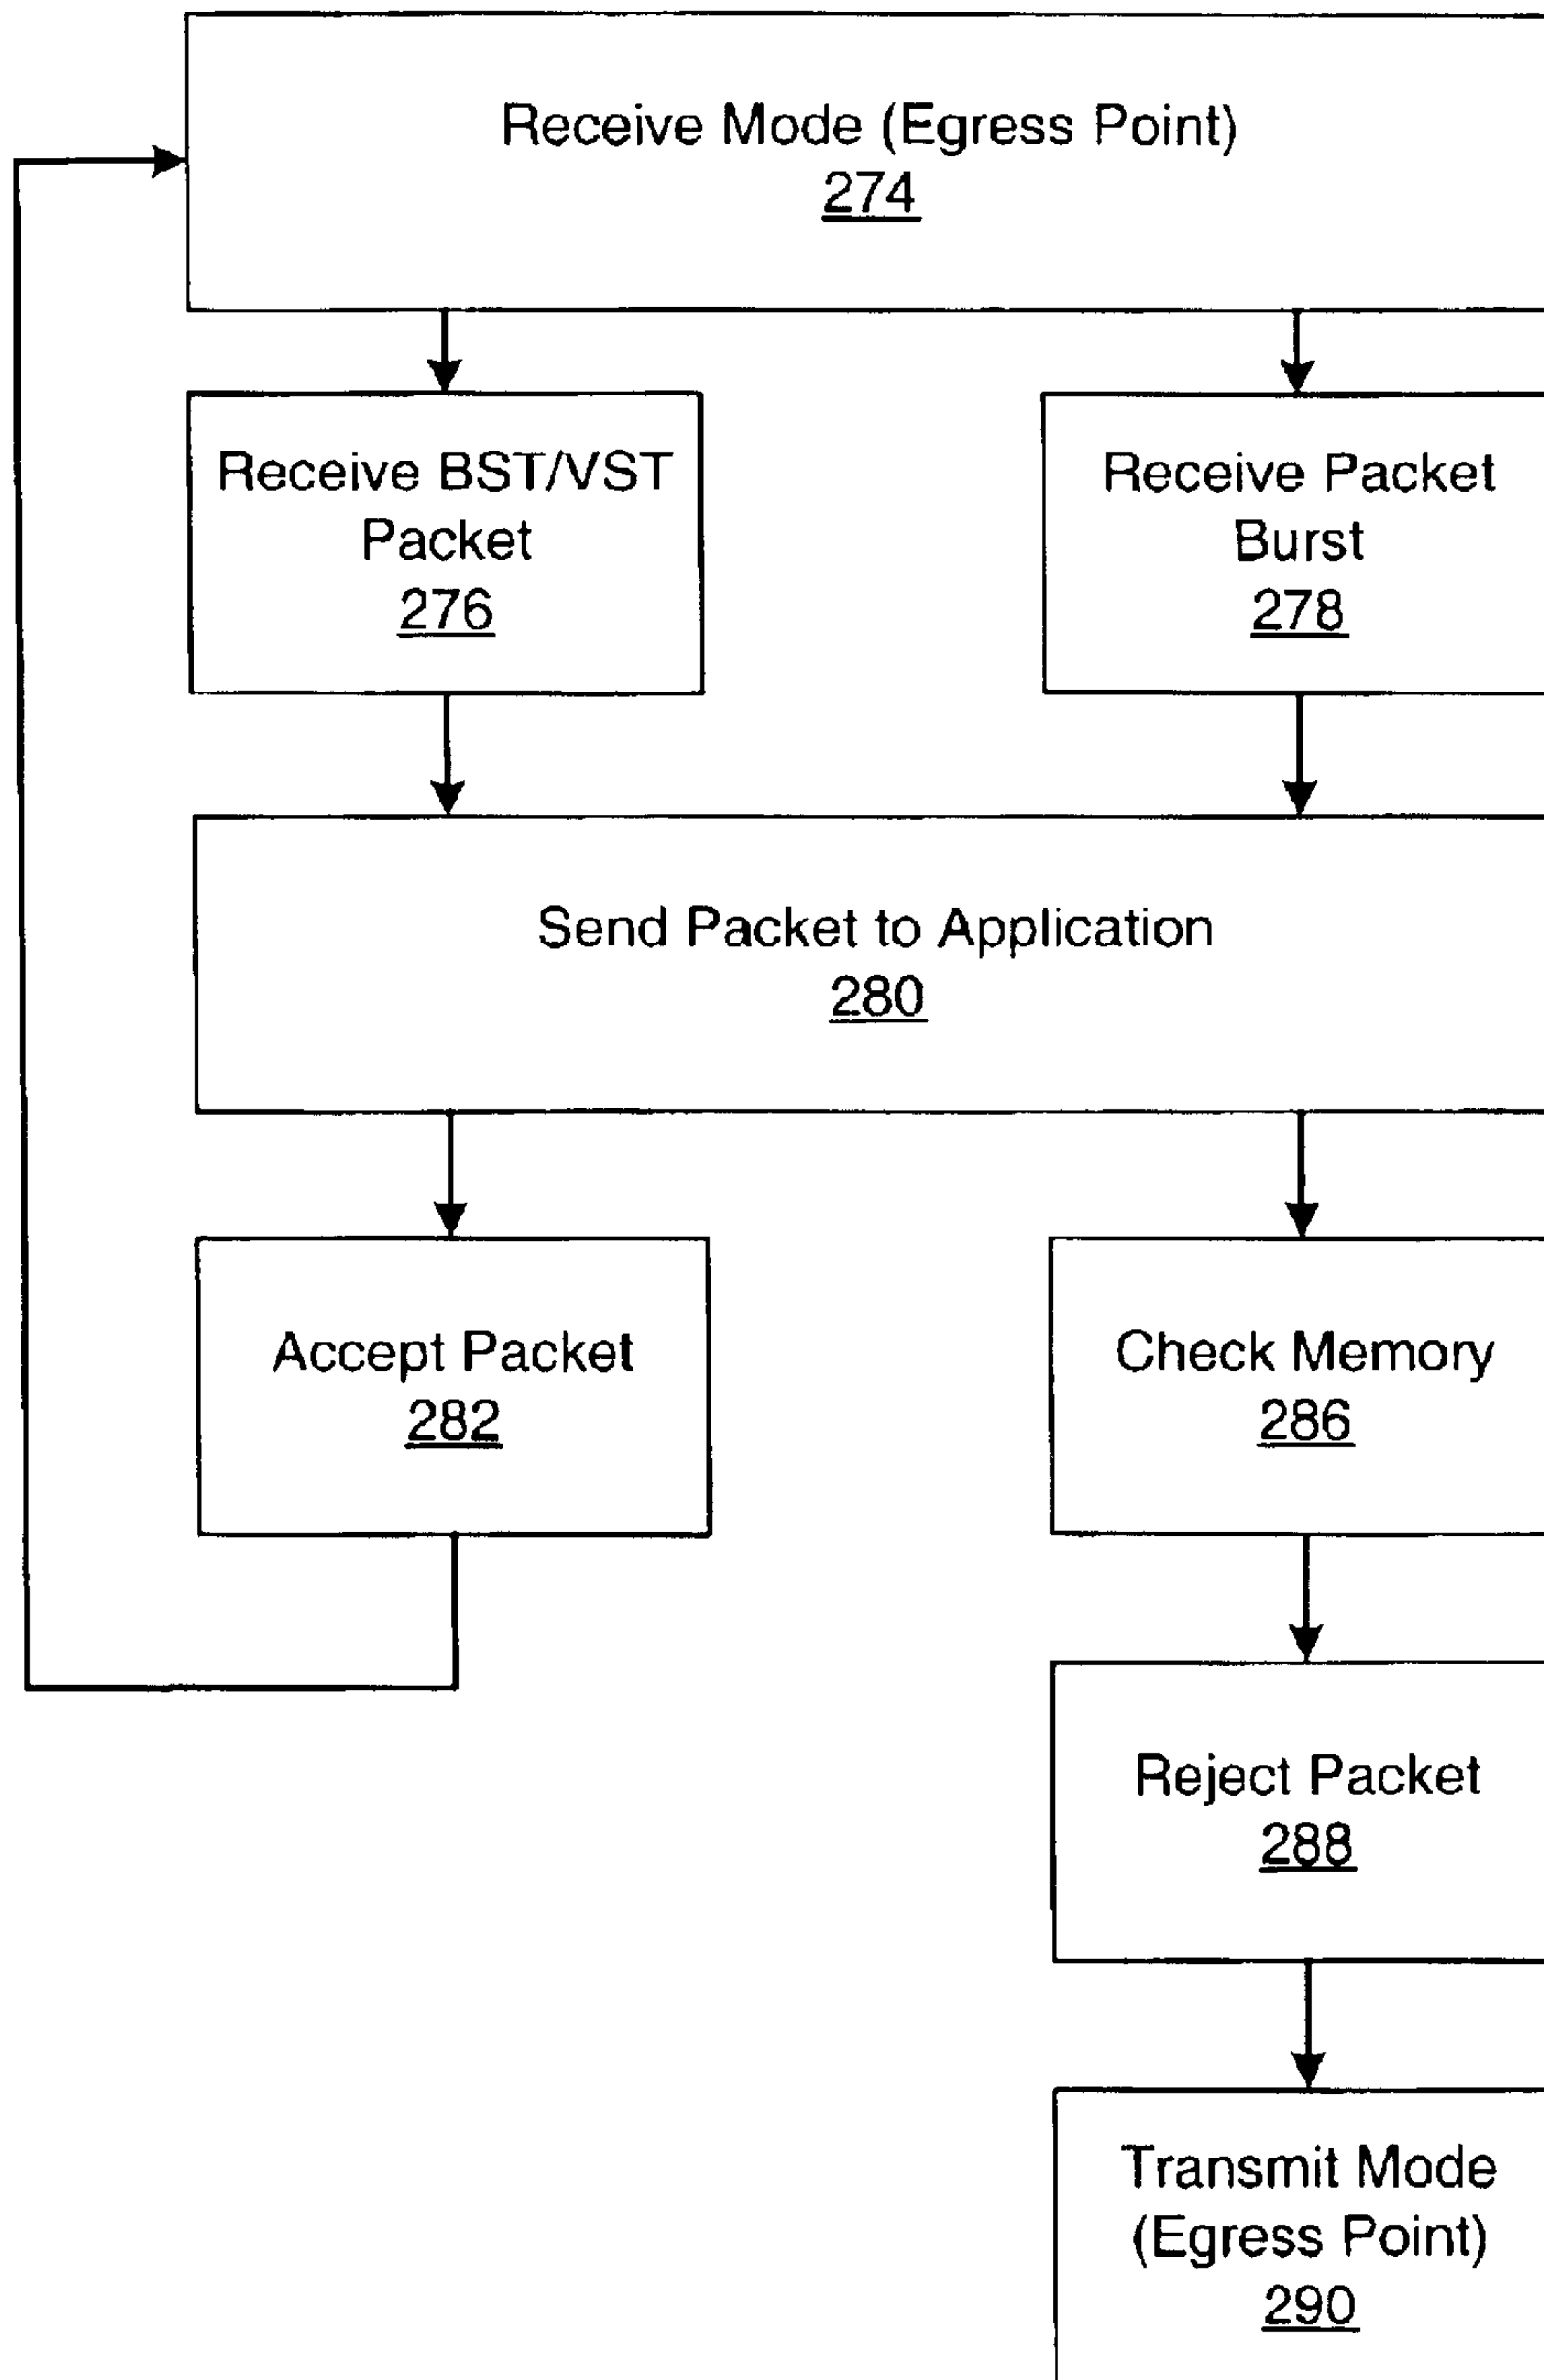 Receive Mode (Egress Point)
274
Receive BST/VST
Packet
276
Receive Packet
Burst
278
Send Packet to Application
280
Accept Packet
282
Check Memory
286
Reject Packet
288
Transmit Mode
(Egress Point)
290